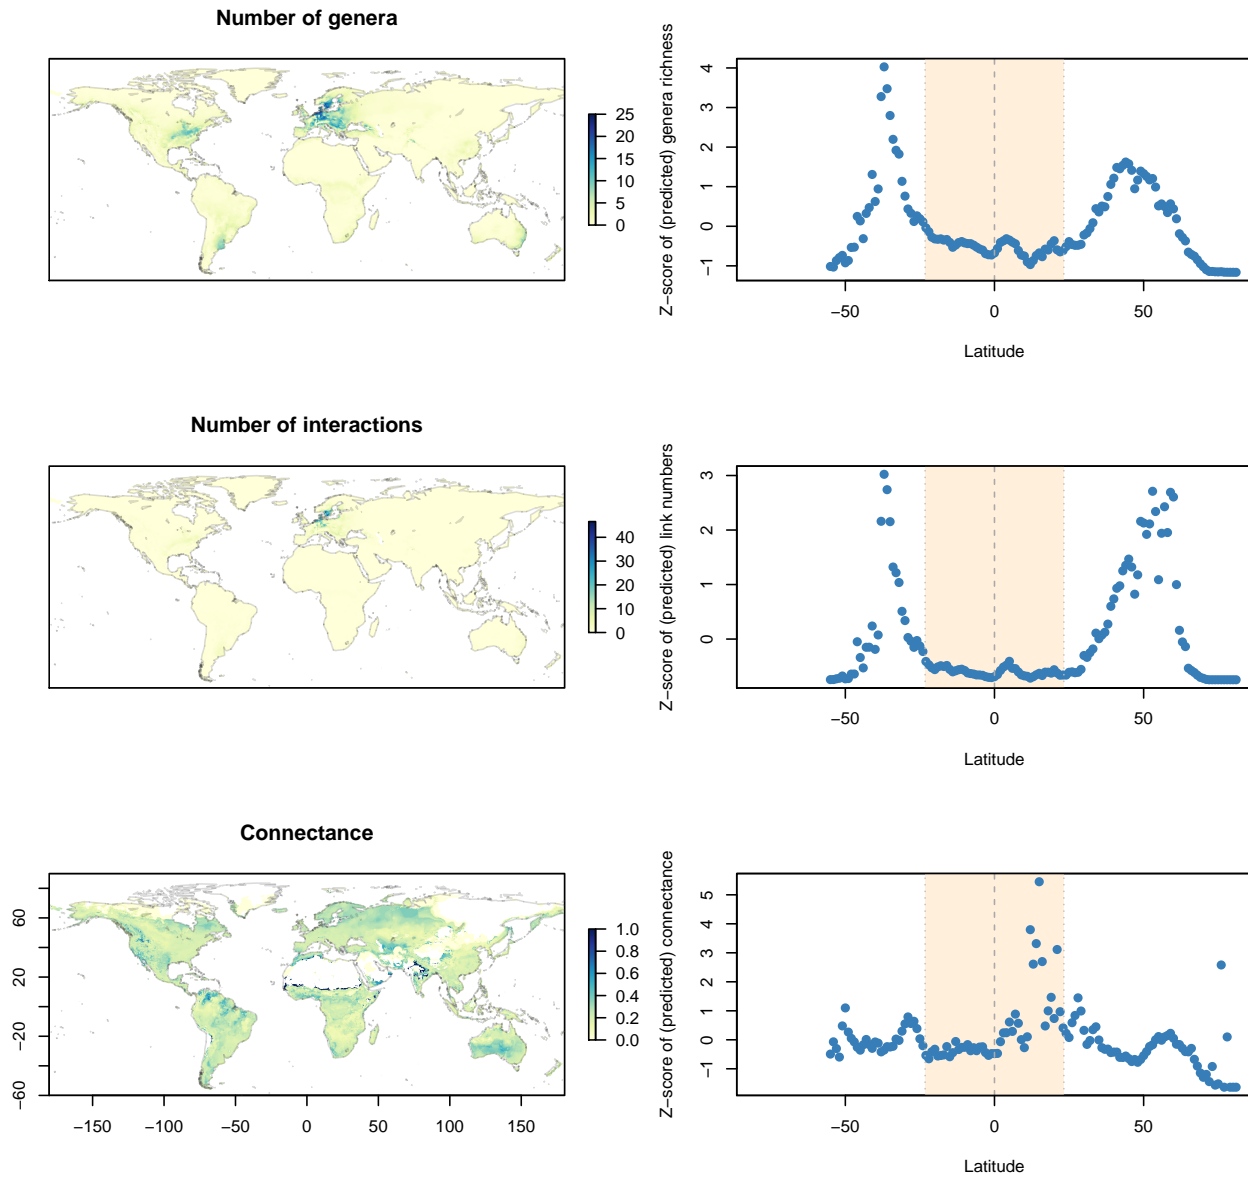 Number of genera
25
20
15
10
5
0
Z−score of (predicted) genera richness
4
3
2
1
0
−1
−50 0 50
Latitude
Number of interactions
40
30
20
10
0
Z−score of (predicted) link numbers
3
2
1
0
−50 0 50
Latitude
Connectance
60
20
−20
−60
−150 −100 −50 0 50 100 150
1.0
0.8
0.6
0.4
0.2
0.0
Z−score of (predicted) connectance
5
4
3
2
1
0
−1
−50 0 50
Latitude